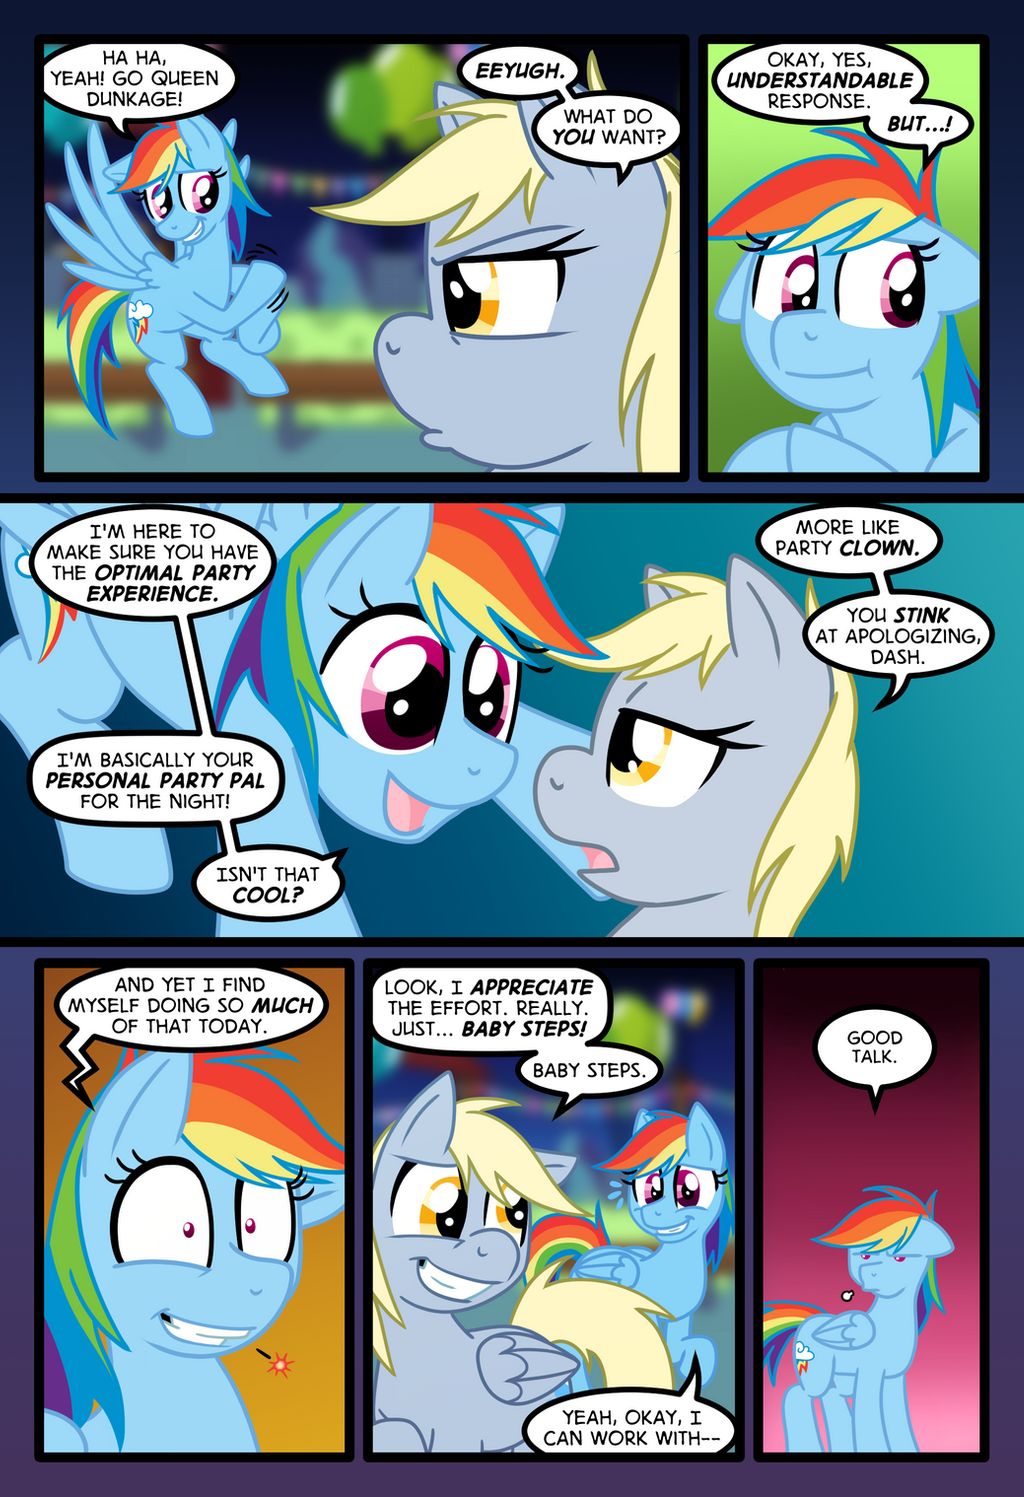 HA HA,
YEAH! GO QUEEN
DUNKAGE!
EEYUGH.
WHAT DO
YOU WANT?
OKAY, YES,
UNDERSTANDABLE
RESPONSE.
BUT...!
I'M HERE TO
MAKE SURE YOU HAVE
THE OPTIMAL PARTY
EXPERIENCE.
I'M BASICALLY YOUR
PERSONAL PARTY PAL
FOR THE NIGHT!
ISN'T THAT
COOL?
MORE LIKE
PARTY CLOWN.
YOU STINK
AT APOLOGIZING,
DASH.
AND YET I FIND
MYSELF DOING SO MUCH
OF THAT TODAY.
LOOK, I APPRECIATE
THE EFFORT. REALLY.
JUST... BABY STEPS!
BABY STEPS.
YEAH, OKAY, I
CAN WORK WITH--
GOOD
TALK.